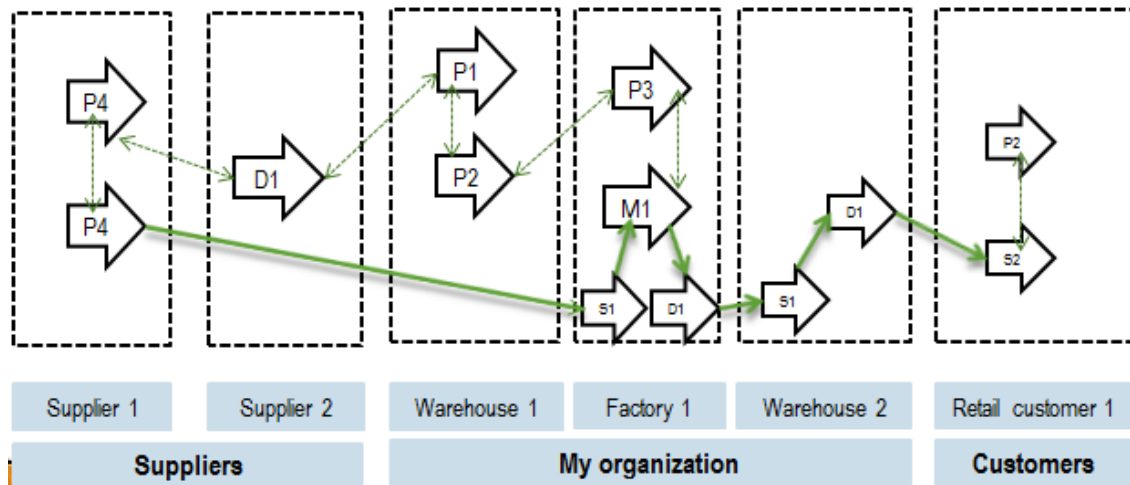 P4
P4
D1
P1
P2
P3
M1
S1
D1
S1
D1
P2
S2
Supplier 1
Supplier 2
Warehouse 1
Factory 1
Warehouse 2
Retail customer 1
Suppliers
My organization
Customers